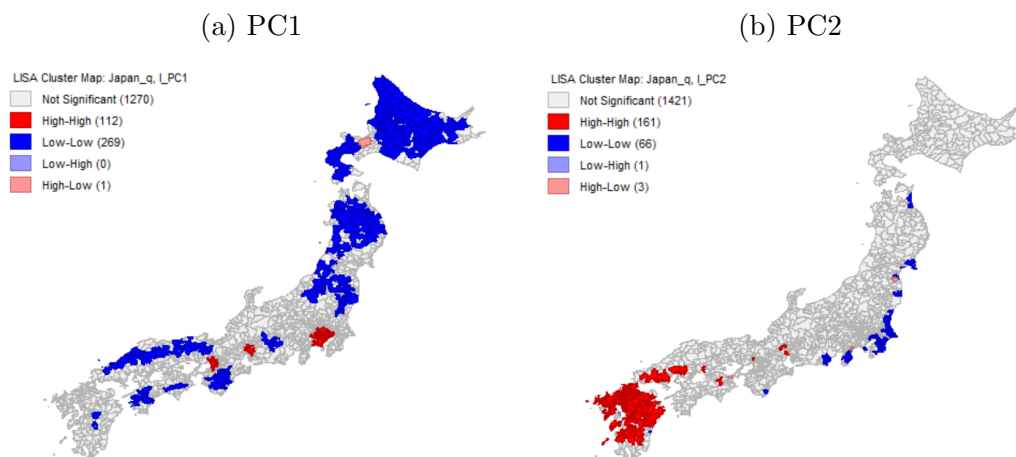 (a) PC1
LISA Cluster Map: Japan_q, I_PC1
Not Significant (1270)
High-High (112)
Low-Low (269)
Low-High (0)
High-Low (1)
(b) PC2
LISA Cluster Map: Japan_q, I_PC2
Not Significant (1421)
High-High (161)
Low-Low (66)
Low-High (1)
High-Low (3)